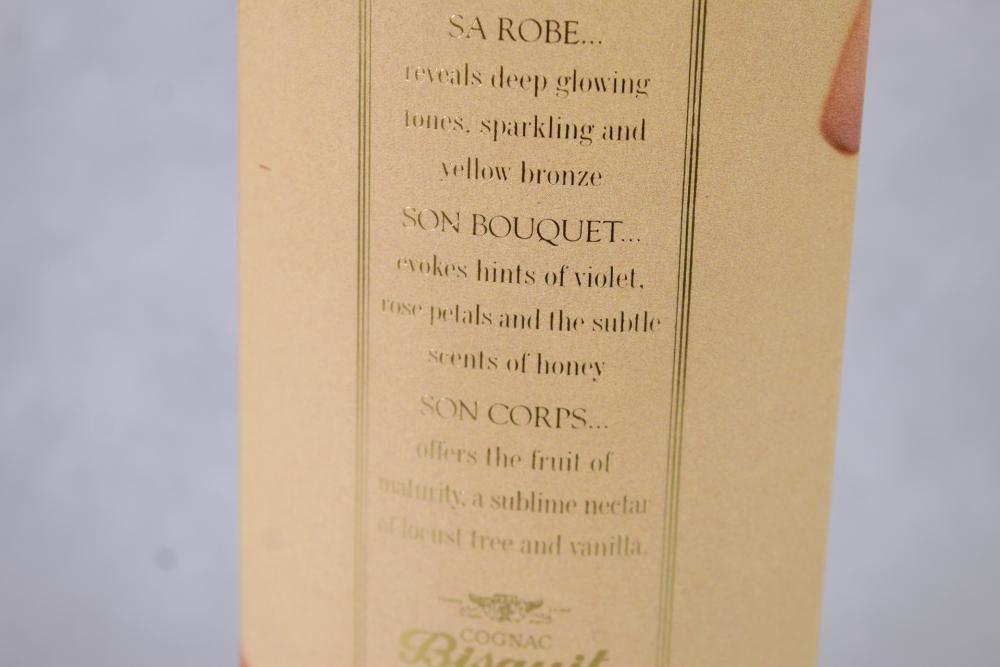 SA ROBE...
reveals deep glowing
tones, sparkling and
yellow bronze
SON BOUQUET...
evokes hints of violet,
rose petals and the subtle
scents of honey
SON CORPS...
offers the fruit of
maturity, a sublime nectar
of locust tree and vanilla.
COGNAC
Bisquit